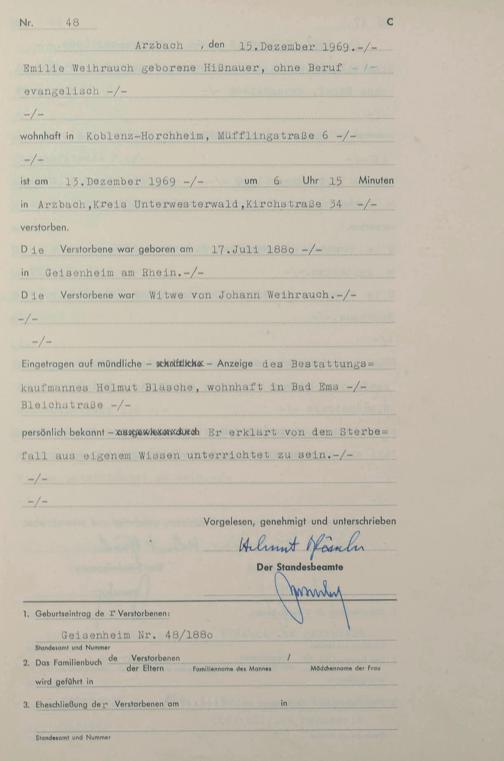 Nr. 48 C
Arzbach , den 15.Dezember 1969.-/-
Emilie Weihrauch geborene Hißnauer, ohne Beruf -/-
evangelisch -/-
-/-
wohnhaft in Koblenz-Horchheim, Müfflingstraße 6 -/-
-/-
ist am 13.Dezember 1969 -/- um 6 Uhr 15 Minuten
in Arzbach,Kreis Unterwesterwald,Kirchstraße 34 -/-
verstorben.
Die Verstorbene war geboren am 17.Juli 1880 -/-
in Geisenheim am Rhein.-/-
Die Verstorbene war Witwe von Johann Weihrauch.-/-
-/-
-/-
Eingetragen auf mündliche – schriftliche – Anzeige des Bestattungs=
kaufmannes Helmut Bläsche, wohnhaft in Bad Ems -/-
Bleichstraße -/-
persönlich bekannt – ausgewiesen durch Er erklärt von dem Sterbe=
fall aus eigenem Wissen unterrichtet zu sein.-/-
-/-
-/-
Vorgelesen, genehmigt und unterschrieben
Helmut
Der Standesbeamte
1. Geburtseintrag de r Verstorbenen:
Geisenheim Nr. 48/1880
Standesamt und Nummer
2. Das Familienbuch de Verstorbenen /
der Eltern Familienname des Mannes Mädchenname der Frau
wird geführt in
3. Eheschließung der Verstorbenen am in
Standesamt und Nummer